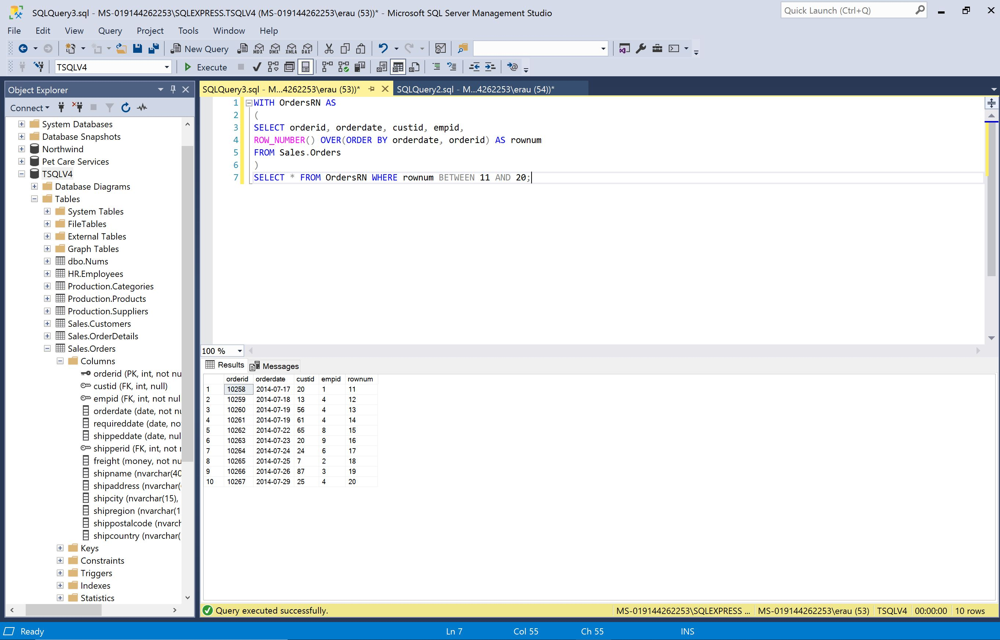 SQLQuery3.sql - MS-019144262253\SQLEXPRESS.TSQLV4 (MS-019144262253\erau (53))* - Microsoft SQL Server Management Studio
Quick Launch (Ctrl+Q)
File Edit View Query Project Tools Window Help
New Query MDX DMX XMLA DAX
TSQLV4 Execute
Object Explorer
Connect
System Databases
Database Snapshots
Northwind
Pet Care Services
TSQLV4
Database Diagrams
Tables
System Tables
FileTables
External Tables
Graph Tables
dbo.Nums
HR.Employees
Production.Categories
Production.Products
Production.Suppliers
Sales.Customers
Sales.OrderDetails
Sales.Orders
Columns
orderid (PK, int, not nu
custid (FK, int, null)
empid (FK, int, not nul
orderdate (date, not nu
requireddate (date, no
shippeddate (date, nul
shipperid (FK, int, not r
freight (money, not nu
shipname (nvarchar(40
shipaddress (nvarchar(
shipcity (nvarchar(15),
shipregion (nvarchar(1
shippostalcode (nvarch
shipcountry (nvarchar(
Keys
Constraints
Triggers
Indexes
Statistics
SQLQuery3.sql - M...4262253\erau (53))* SQLQuery2.sql - M...4262253\erau (54))*
1 WITH OrdersRN AS
2 (
3 SELECT orderid, orderdate, custid, empid,
4 ROW_NUMBER() OVER(ORDER BY orderdate, orderid) AS rownum
5 FROM Sales.Orders
6 )
7 SELECT * FROM OrdersRN WHERE rownum BETWEEN 11 AND 20;
100 %
Results Messages
orderid orderdate custid empid rownum
1 10258 2014-07-17 20 1 11
2 10259 2014-07-18 13 4 12
3 10260 2014-07-19 56 4 13
4 10261 2014-07-19 61 4 14
5 10262 2014-07-22 65 8 15
6 10263 2014-07-23 20 9 16
7 10264 2014-07-24 24 6 17
8 10265 2014-07-25 7 2 18
9 10266 2014-07-26 87 3 19
10 10267 2014-07-29 25 4 20
Query executed successfully. MS-019144262253\SQLEXPRESS ... MS-019144262253\erau (53) TSQLV4 00:00:00 10 rows
Ready Ln 7 Col 55 Ch 55 INS